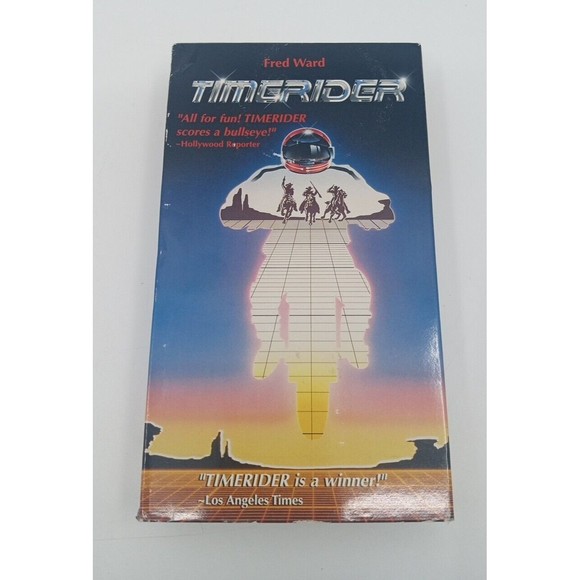 Fred Ward
TIMERIDER
"All for fun! TIMERIDER
scores a bullseye!"
~Hollywood Reporter
"TIMERIDER is a winner!"
~Los Angeles Times